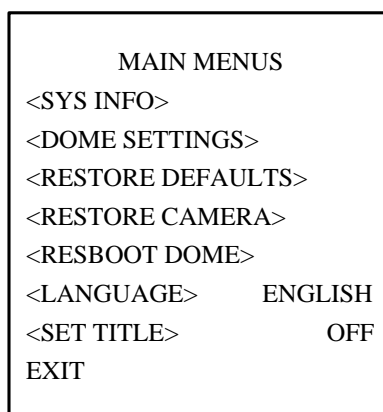 MAIN MENUS
<SYS INFO>
<DOME SETTINGS>
<RESTORE DEFAULTS>
<RESTORE CAMERA>
<RESBOOT DOME>
<LANGUAGE> ENGLISH
<SET TITLE> OFF
EXIT